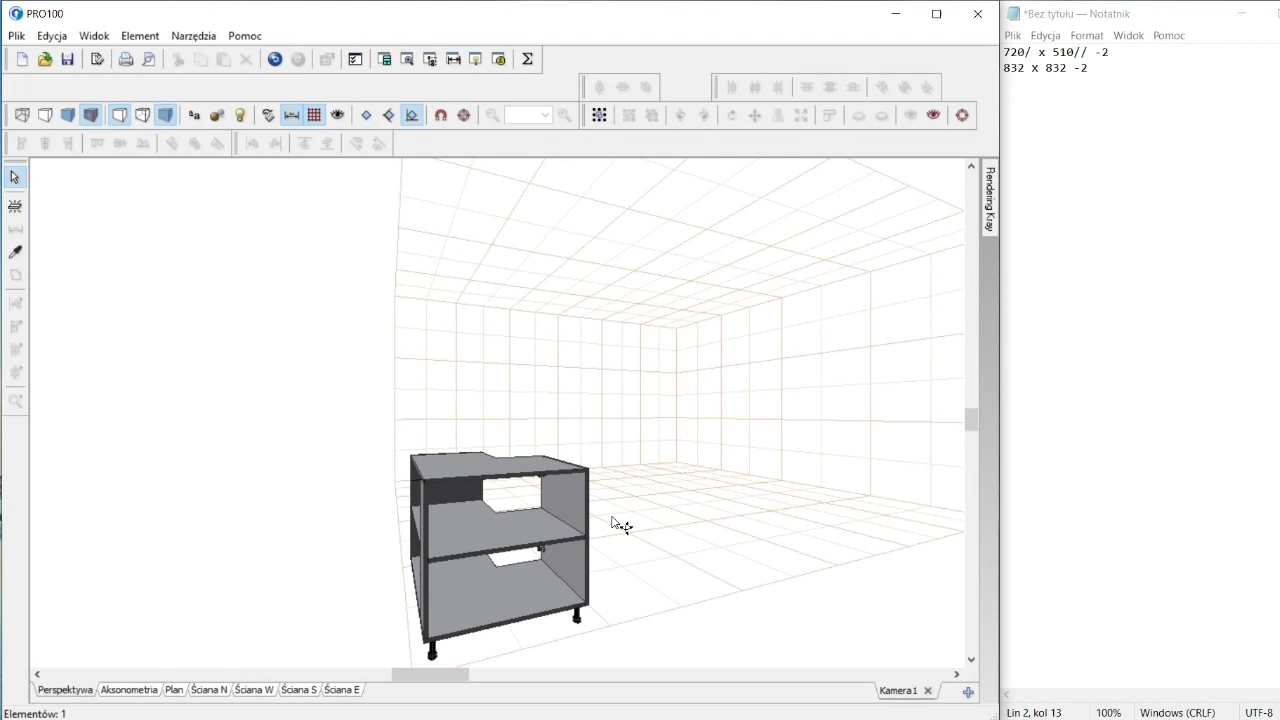 PRO100
*Bez tytułu — Notatnik
Plik Edycja Widok Element Narzędzia Pomoc
Plik Edycja Format Widok Pomoc
720/ x 510// -2
832 x 832 -2
Rendering Kray
Perspektywa Aksonometria Plan Ściana N Ściana W Ściana S Ściana E
Kamera1
Elementów: 1
Lin 2, kol 13 100% Windows (CRLF) UTF-8